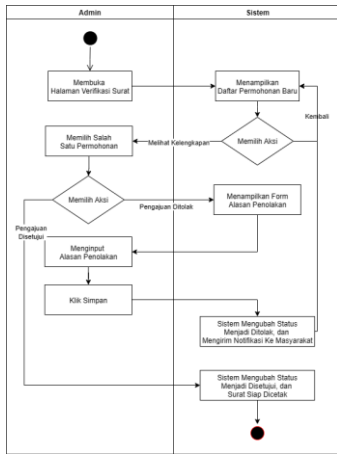 Admin
Sistem
Membuka
Halaman Verifikasi Surat
Menampilkan
Daftar Permohonan Baru
Kembali
Memilih Salah
Satu Permohonan
Melihat Kelengkapan
Memilih Aksi
Memilih Aksi
Pengajuan Ditolak
Menampilkan Form
Alasan Penolakan
Pengajuan
Disetujui
Menginput
Alasan Penolakan
Klik Simpan
Sistem Mengubah Status
Menjadi Ditolak, dan
Mengirim Notifikasi Ke Masyarakat
Sistem Mengubah Status
Menjadi Disetujui, dan
Surat Siap Dicetak